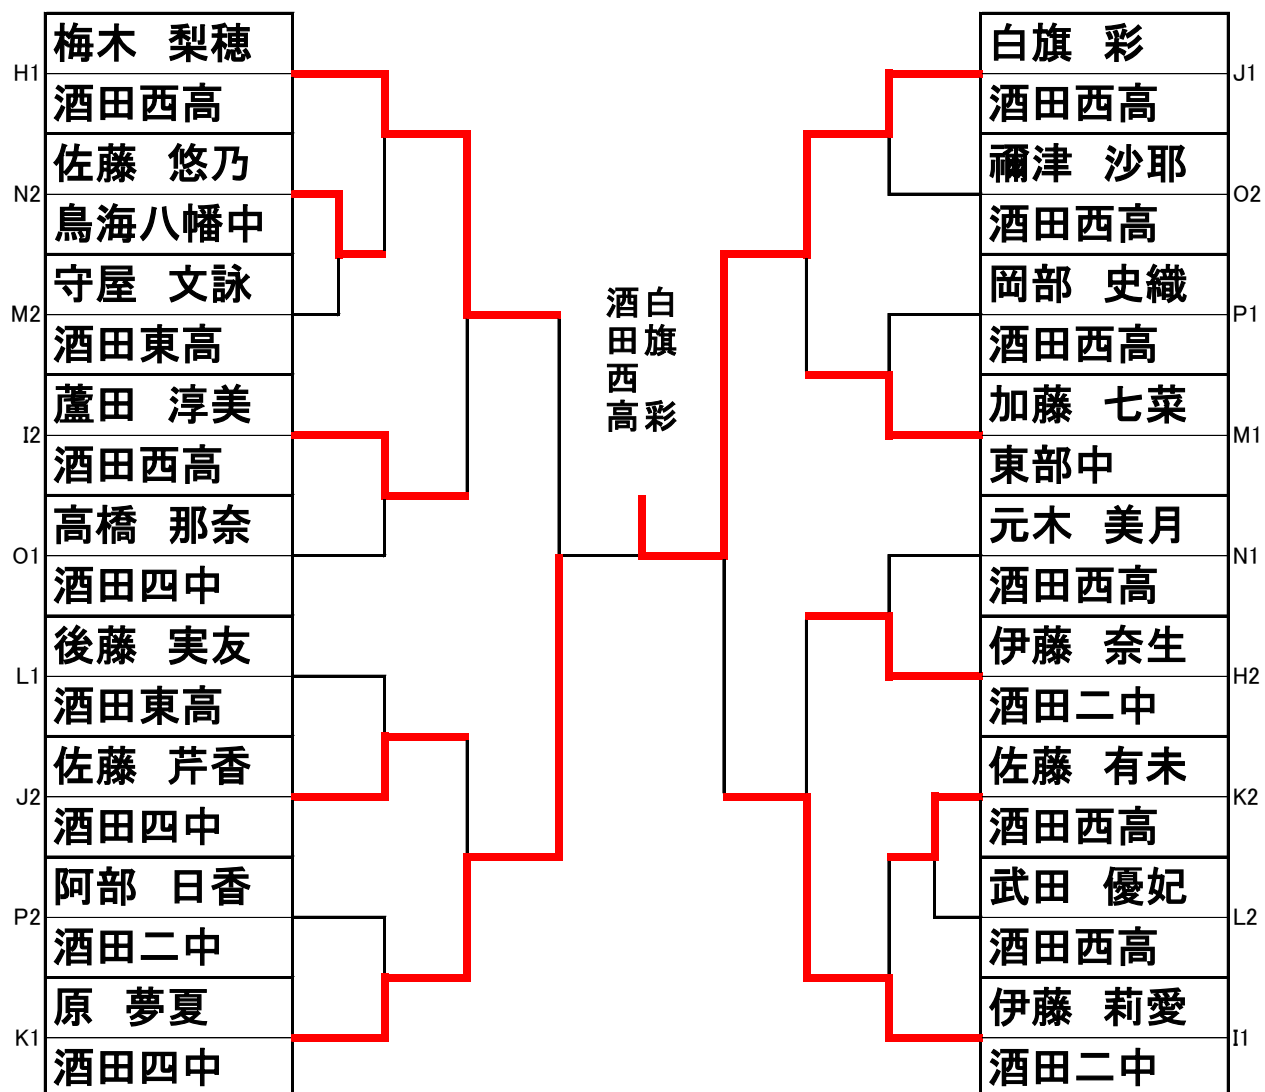 梅木　梨穂
H1
酒田西高
佐藤　悠乃
N2
鳥海八幡中
守屋　文詠
M2
酒田東高
蘆田　淳美
I2
酒田西高
高橋　那奈
O1
酒田四中
後藤　実友
L1
酒田東高
佐藤　芹香
J2
酒田四中
阿部　日香
P2
酒田二中
原　夢夏
K1
酒田四中
白旗　彩
酒田西高
白旗　彩
J1
酒田西高
禰津　沙耶
O2
酒田西高
岡部　史織
P1
酒田西高
加藤　七菜
M1
東部中
元木　美月
N1
酒田西高
伊藤　奈生
H2
酒田二中
佐藤　有未
K2
酒田西高
武田　優妃
L2
酒田西高
伊藤　莉愛
I1
酒田二中